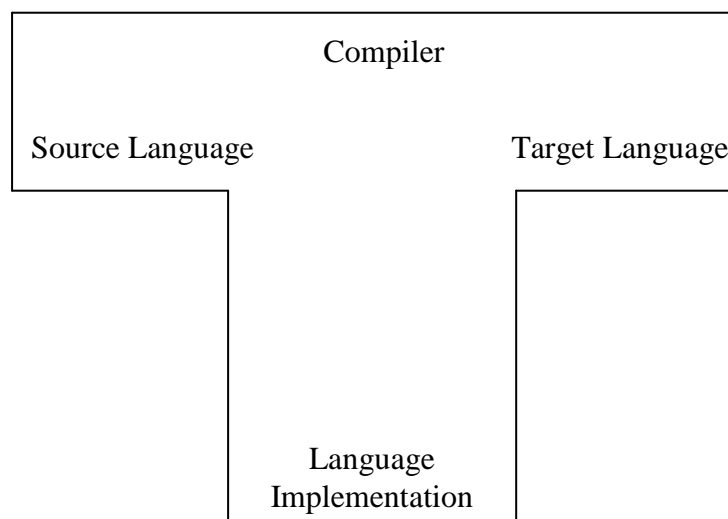 Compiler
Source Language
Target Language
Language
Implementation